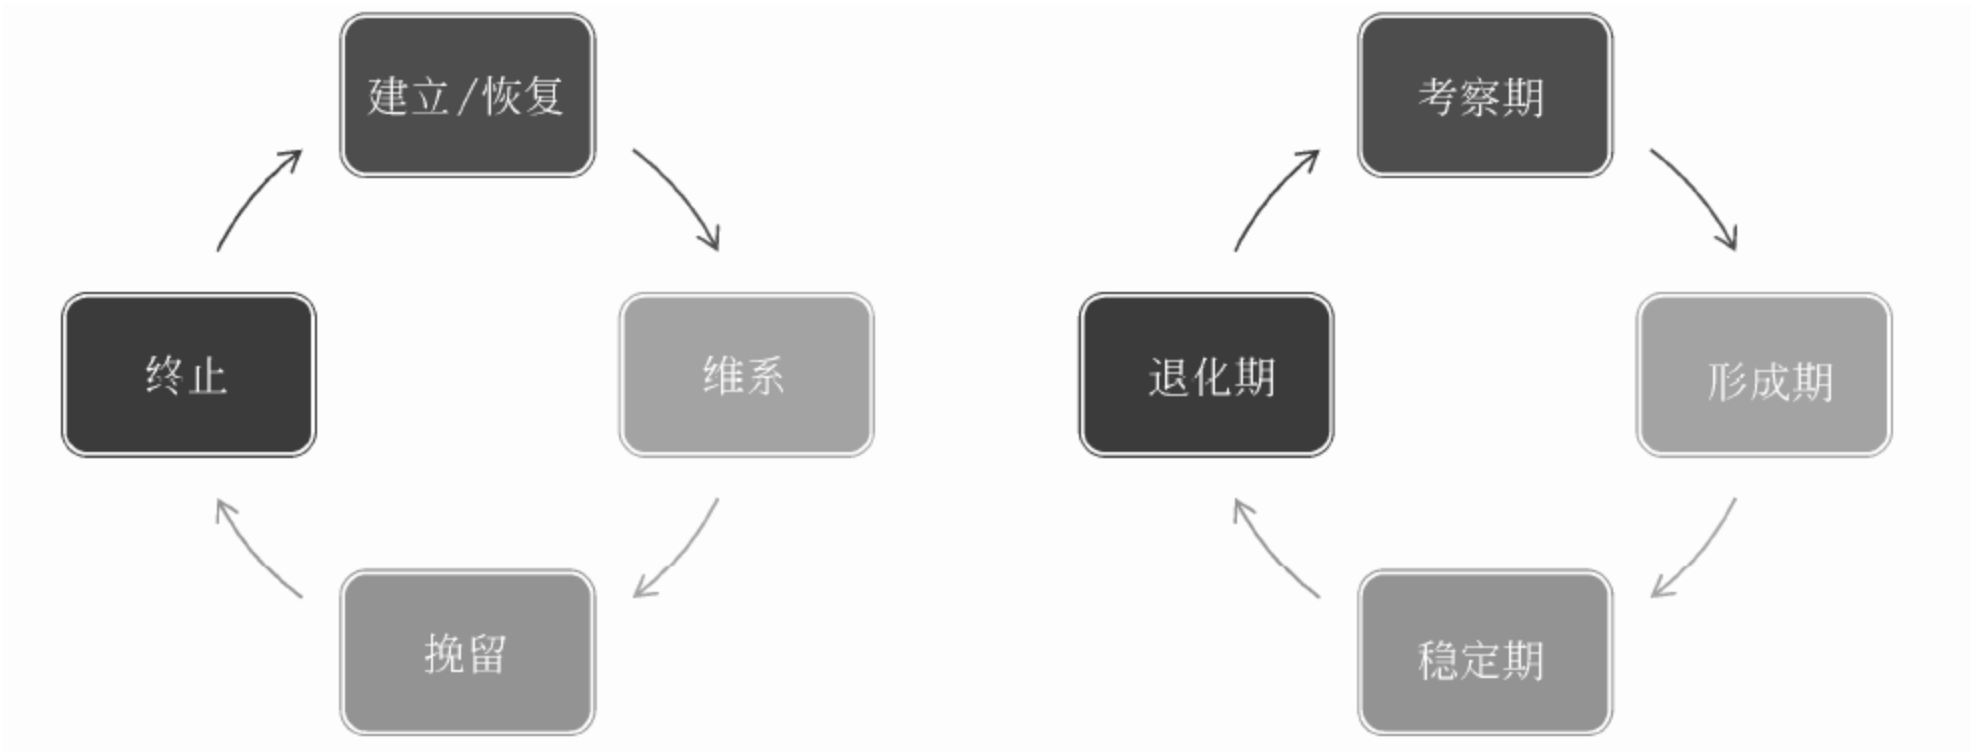 建立/恢复
维系
挽留
终止
考察期
形成期
稳定期
退化期